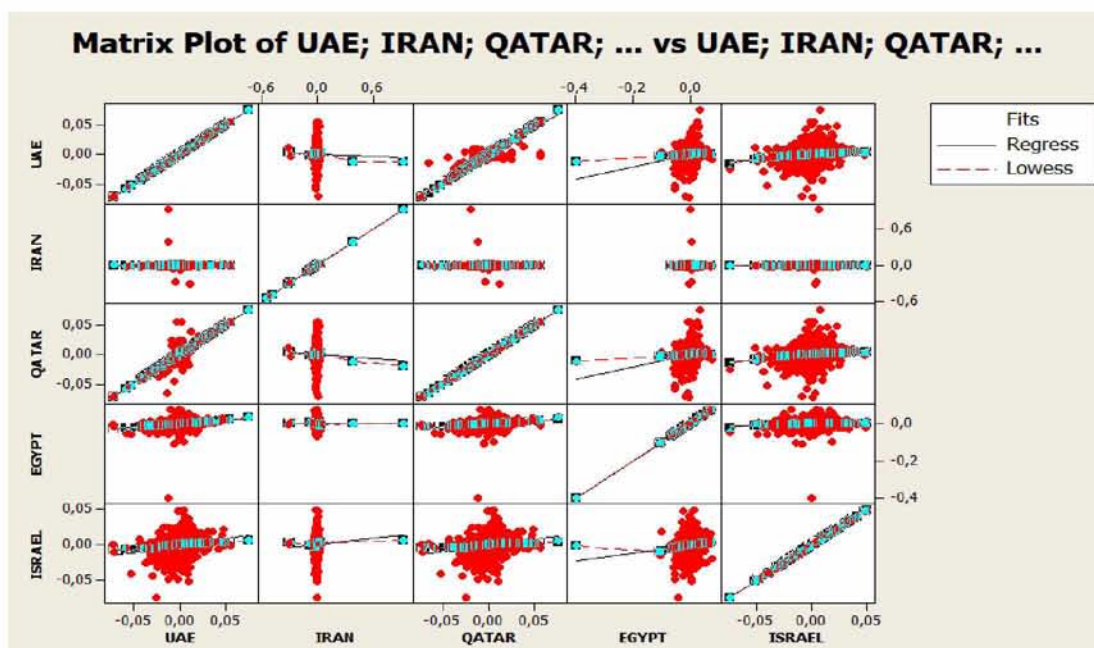 Matrix Plot of UAE; IRAN; QATAR; ... vs UAE; IRAN; QATAR; ...
-0,6 0,0 0,6 -0,4 -0,2 0,0
Fits
Regress
Lowess
0,05
0,00
-0,05
UAE
IRAN
0,6
0,0
-0,6
0,05
0,00
-0,05
QATAR
EGYPT
0,0
-0,2
-0,4
0,05
0,00
-0,05
ISRAEL
-0,05 0,00 0,05 -0,05 0,00 0,05 -0,05 0,00 0,05
UAE IRAN QATAR EGYPT ISRAEL